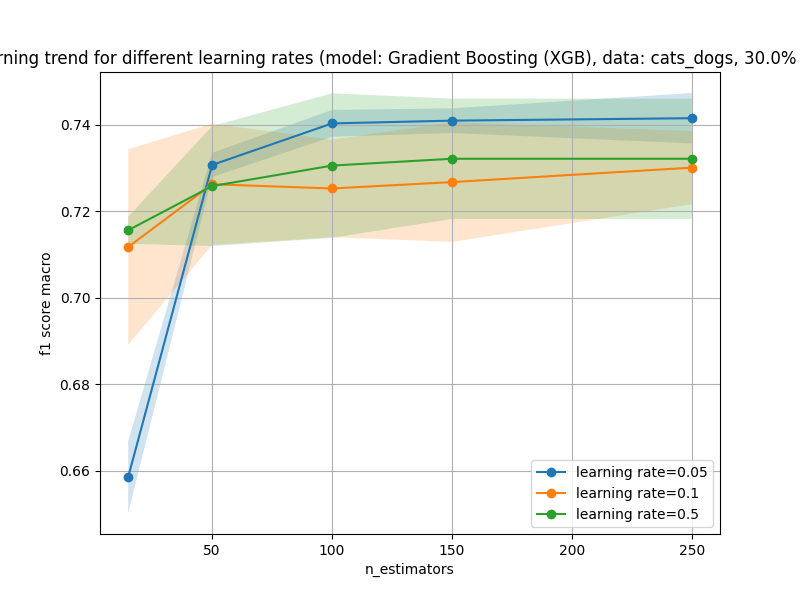 rning trend for different learning rates (model: Gradient Boosting (XGB), data: cats_dogs, 30.0%
0.74
0.72
0.70
0.68
0.66
f1 score macro
learning rate=0.05
learning rate=0.1
learning rate=0.5
50 100 150 200 250
n_estimators